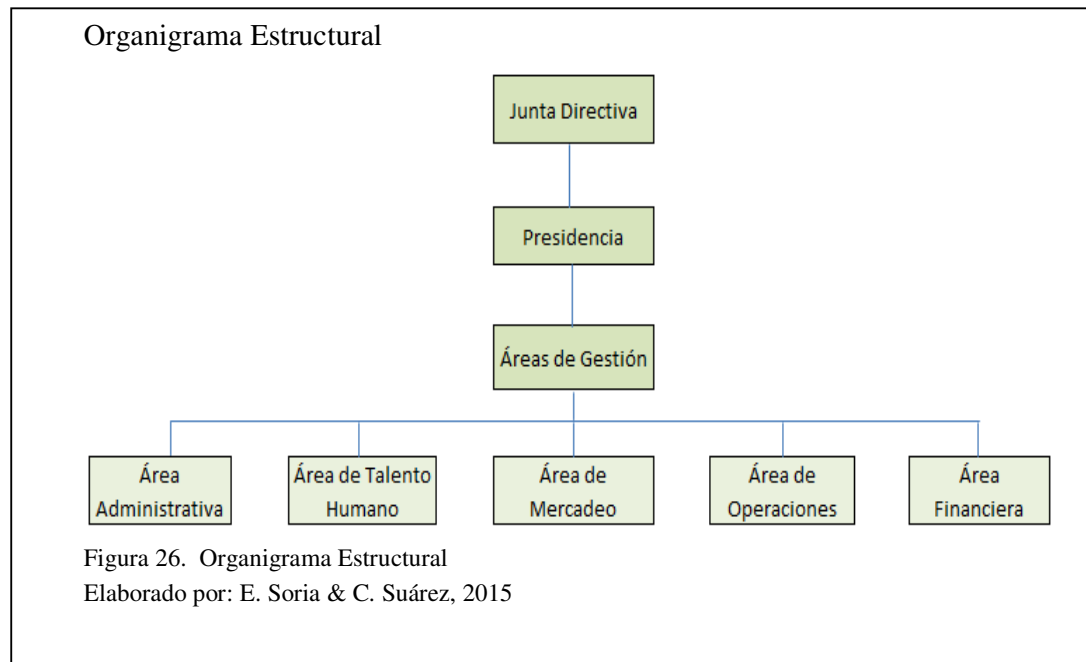 Organigrama Estructural
Junta Directiva
Presidencia
Áreas de Gestión
Área
Administrativa
Área de Talento
Humano
Área de
Mercadeo
Área de
Operaciones
Área
Financiera
Figura 26. Organigrama Estructural
Elaborado por: E. Soria & C. Suárez, 2015